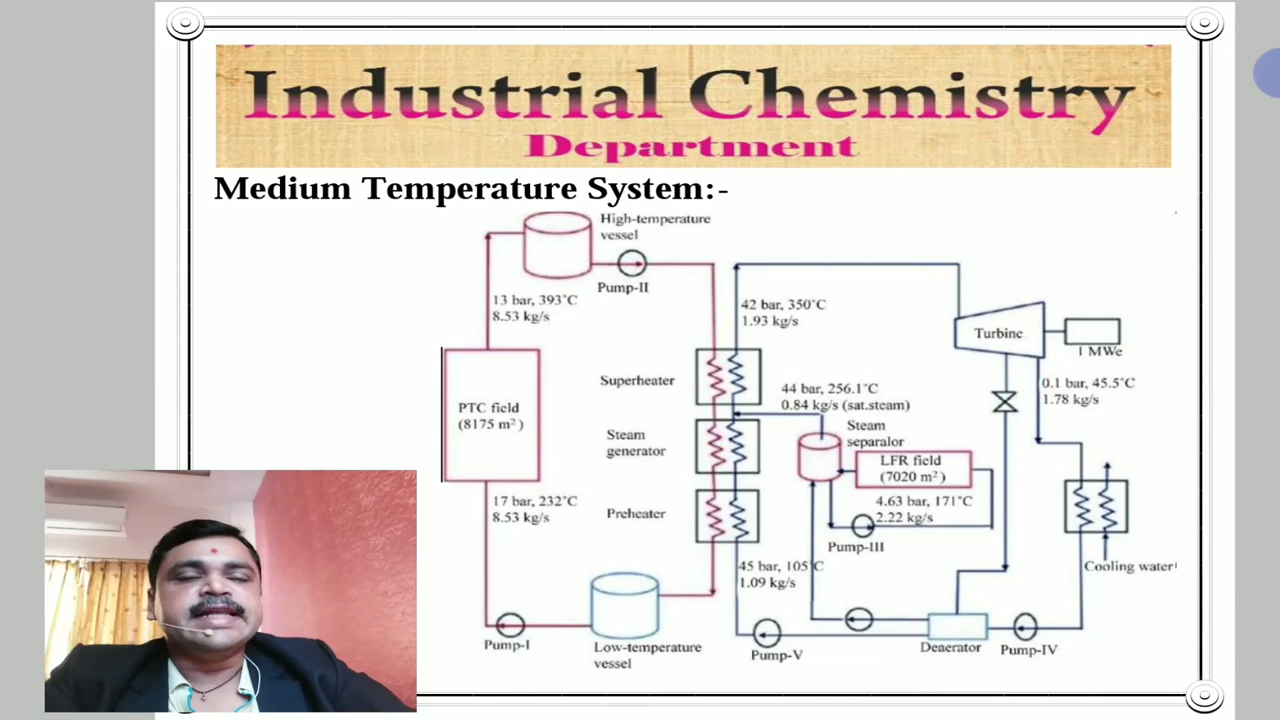 Industrial Chemistry
Department
Medium Temperature System:-
High-temperature
vessel
Pump-II
13 bar, 393°C
8.53 kg/s
42 bar, 350°C
1.93 kg/s
Turbine
1 MWe
Superheater
44 bar, 256.1°C
0.84 kg/s (sat.steam)
0.1 bar, 45.5°C
1.78 kg/s
PTC field
(8175 m²)
Steam
generator
Steam
separalor
LFR field
(7020 m²)
17 bar, 232°C
8.53 kg/s
Preheater
4.63 bar, 171°C
2.22 kg/s
Pump-III
45 bar, 105°C
1.09 kg/s
Cooling water
Pump-I
Low-temperature
vessel
Pump-V
Deaerator
Pump-IV